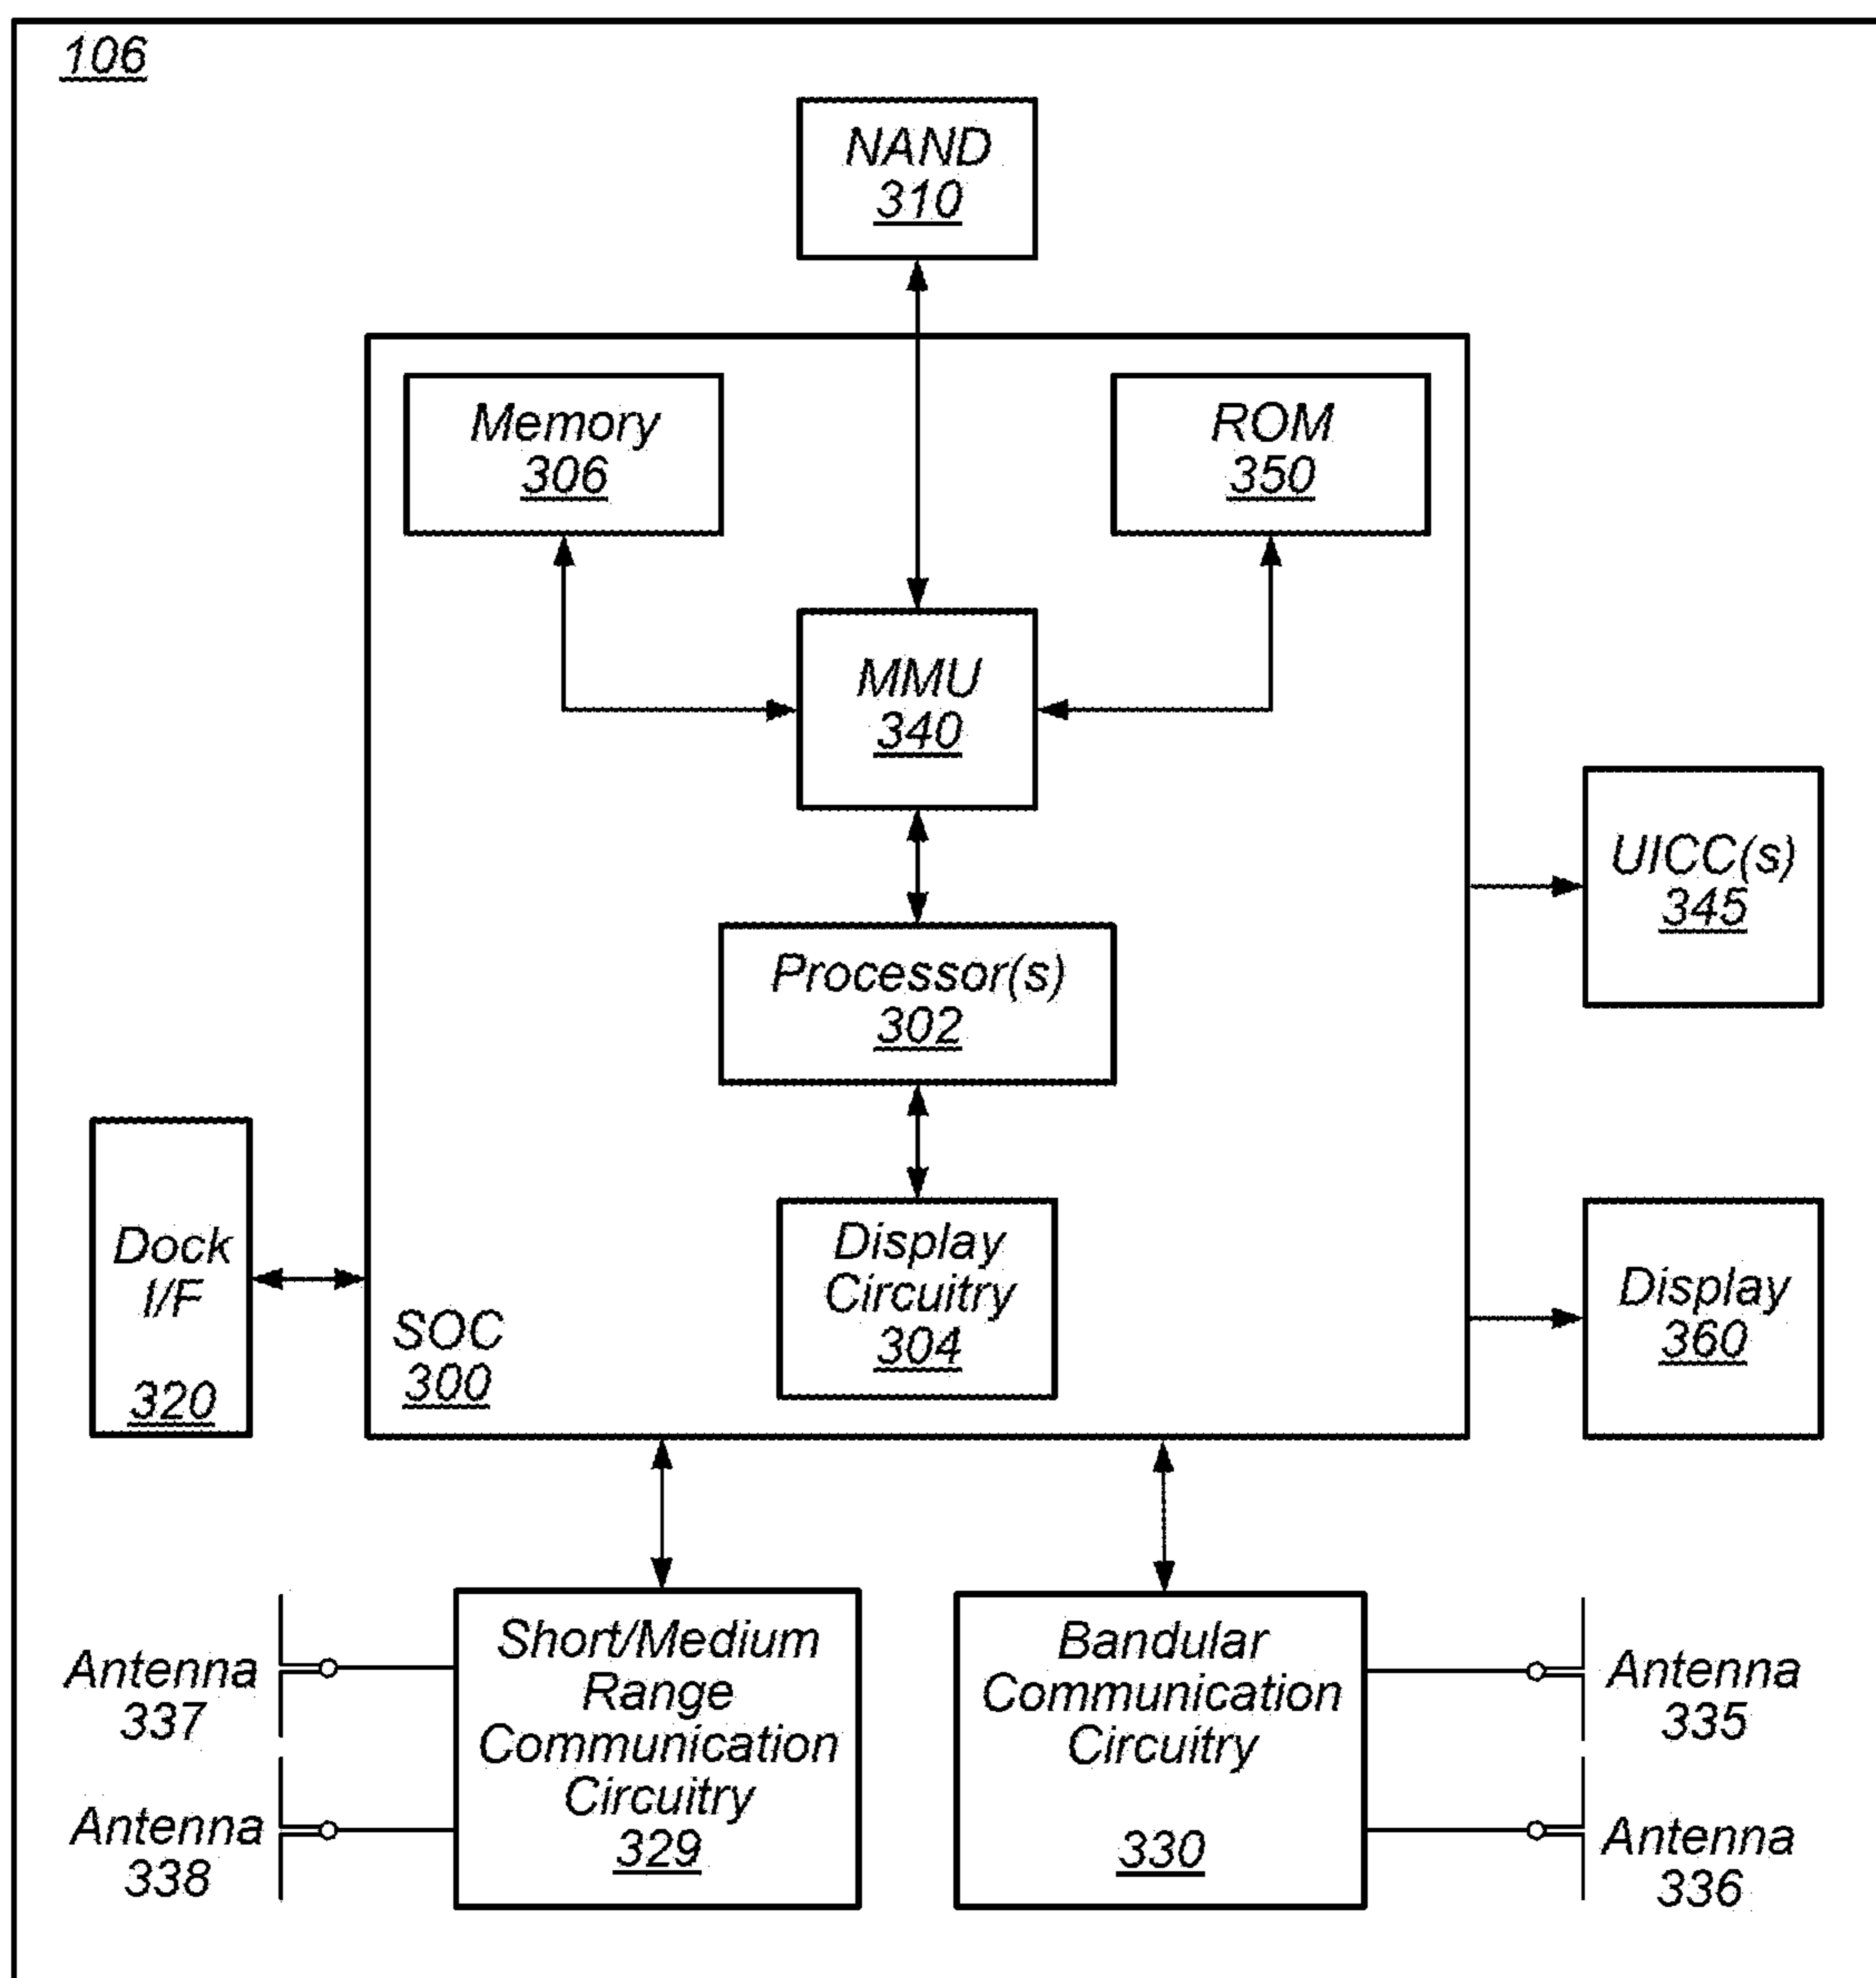 106
NAND
310
Memory
306
ROM
350
MMU
340
UICC(s)
345
Processor(s)
302
Dock
I/F
320
Display
Circuitry
304
SOC
300
Display
360
Short/Medium
Range
Communication
Circuitry
329
Bandular
Communication
Circuitry
330
Antenna
337
Antenna
338
Antenna
335
Antenna
336